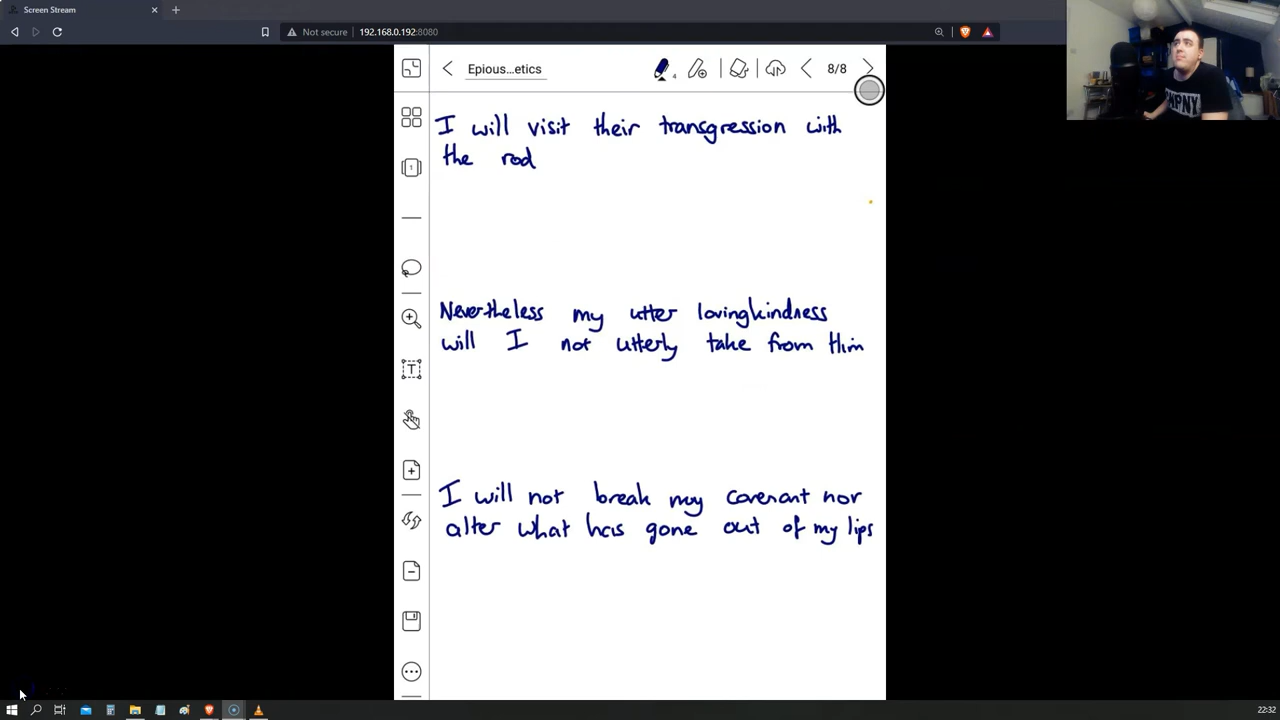 Screen Stream
Not secure 192.168.0.192:8080
Epious...etics
4
8/8
1
I will visit their transgression with
the rod
T
Nevertheless my utter lovingkindness
will I not utterly take from Him
I will not break my covenant nor
alter what has gone out of my lips
22:32